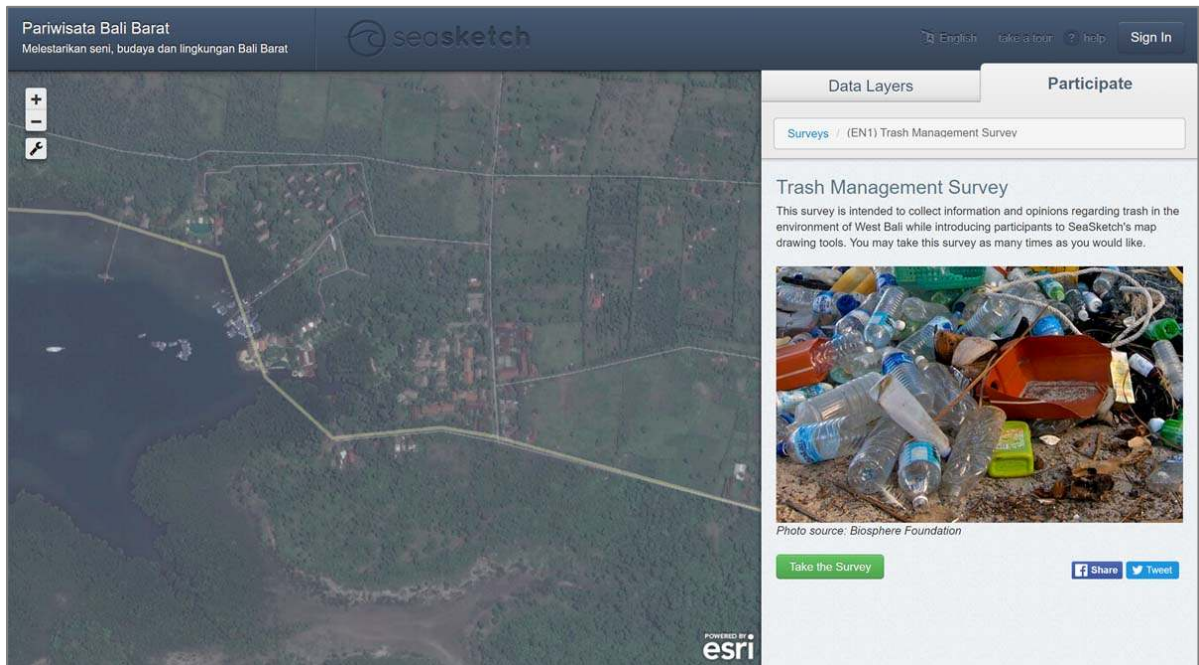 Pariwisata Bali Barat
Melestarikan seni, budaya dan lingkungan Bali Barat
seasketch
English take a tour ? help Sign In
+
−
Data Layers
Participate
Surveys / (EN1) Trash Management Survey
Trash Management Survey
This survey is intended to collect information and opinions regarding trash in the
environment of West Bali while introducing participants to SeaSketch's map
drawing tools. You may take this survey as many times as you would like.
Photo source: Biosphere Foundation
Take the Survey
f Share
Tweet
POWERED BY
esri